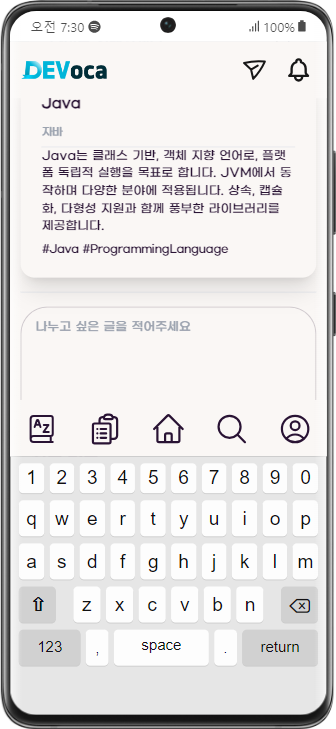 오전 7:30
100%
DEVoca
Java
자바
Java는 클래스 기반, 객체 지향 언어로, 플랫
폼 독립적 실행을 목표로 합니다. JVM에서 동
작하며 다양한 분야에 적용됩니다. 상속, 캡슐
화, 다형성 지원과 함께 풍부한 라이브러리를
제공합니다.
#Java #ProgrammingLanguage
나누고 싶은 글을 적어주세요
AZ
1 2 3 4 5 6 7 8 9 0
q w e r t y u i o p
a s d f g h j k l m
z x c v b n
123 , space . return